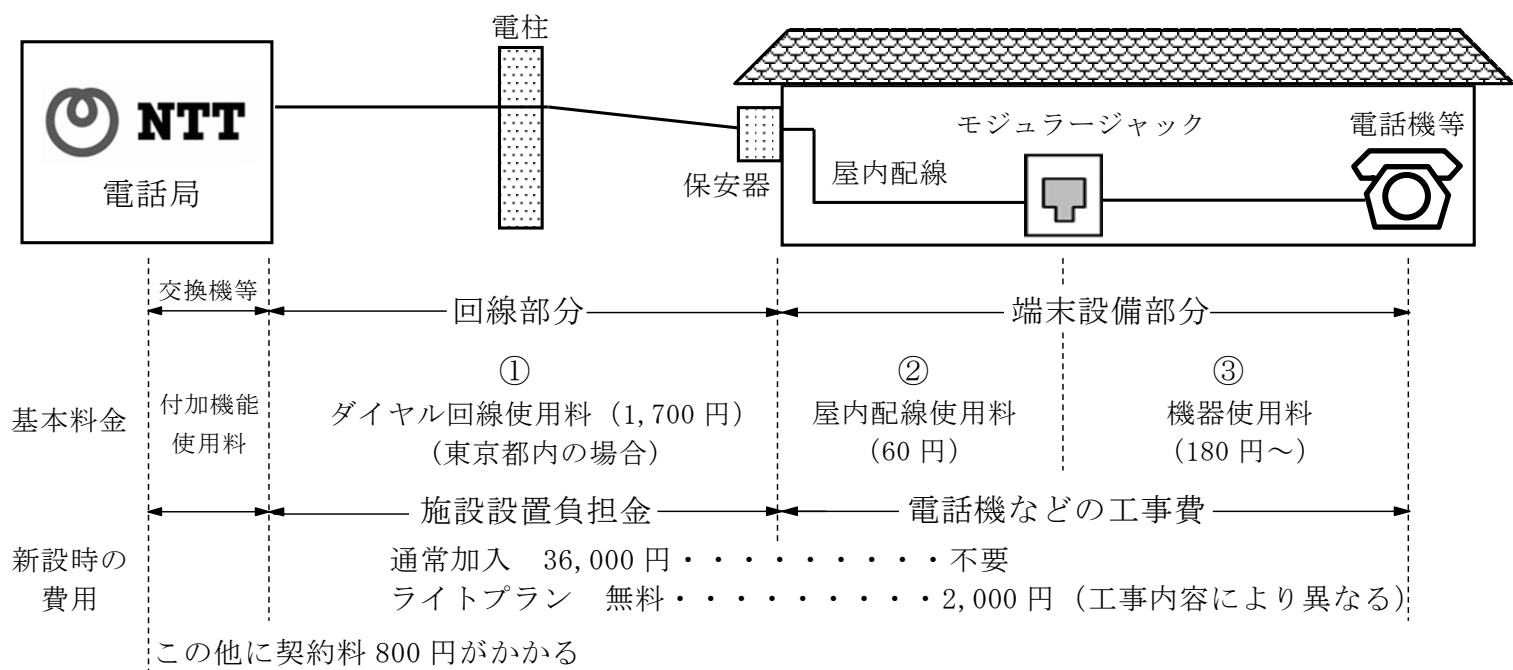 電柱
NTT
電話局
保安器
屋内配線
モジュラージャック
電話機等
交換機等
回線部分
端末設備部分
基本料金
付加機能
使用料
①
ダイヤル回線使用料（1,700 円）
（東京都内の場合）
②
屋内配線使用料
(60 円)
③
機器使用料
(180 円～)
施設設置負担金
電話機などの工事費
新設時の
費用
通常加入　36,000 円・・・・・・・・・不要
ライトプラン　無料・・・・・・・・・2,000 円（工事内容により異なる）
この他に契約料 800 円がかかる